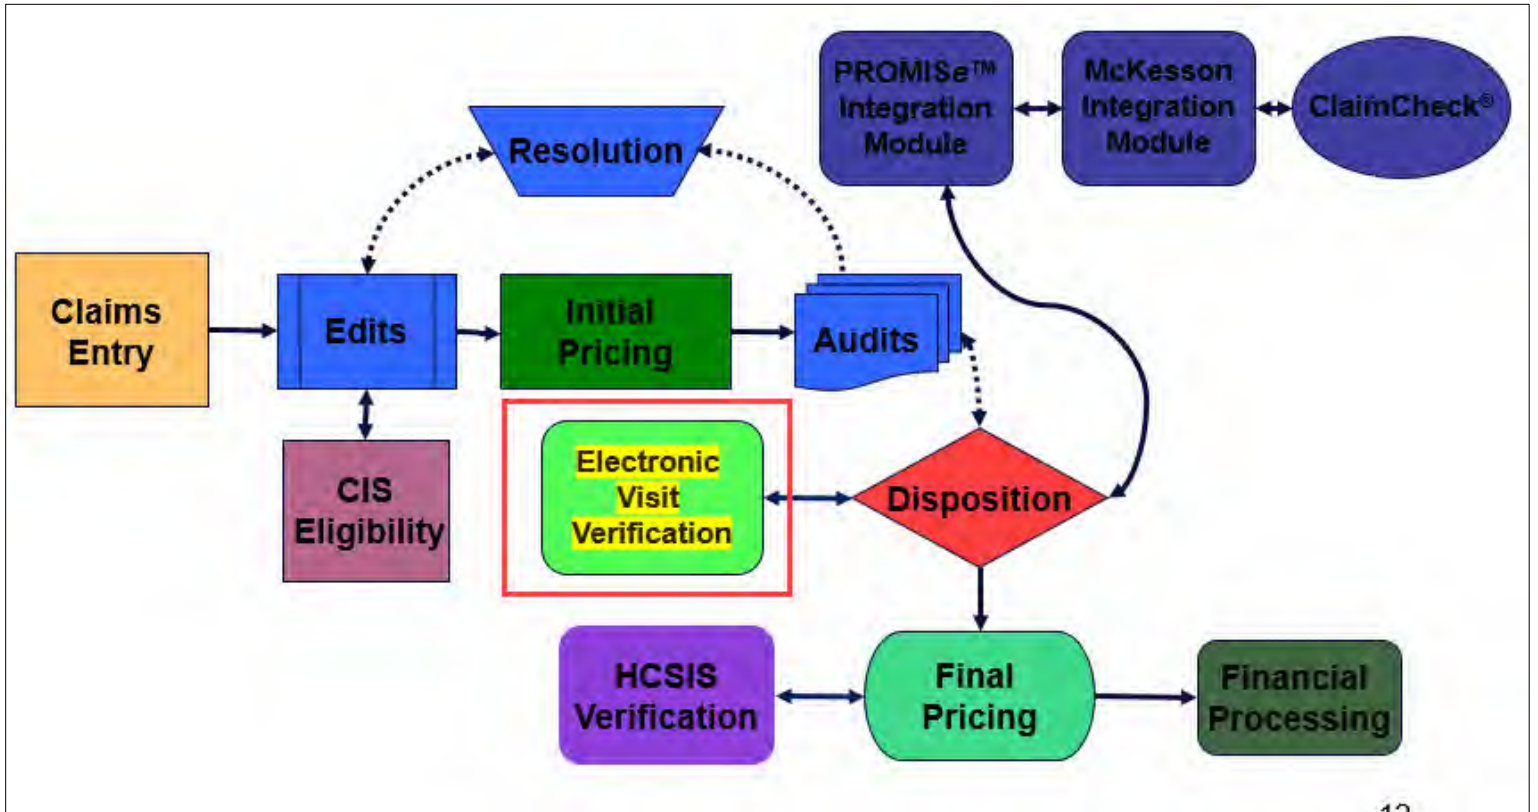 PROMISe™
Integration
Module
McKesson
Integration
Module
ClaimCheck®
Resolution
Claims
Entry
Edits
Initial
Pricing
Audits
CIS
Eligibility
Electronic
Visit
Verification
Disposition
HCSIS
Verification
Final
Pricing
Financial
Processing